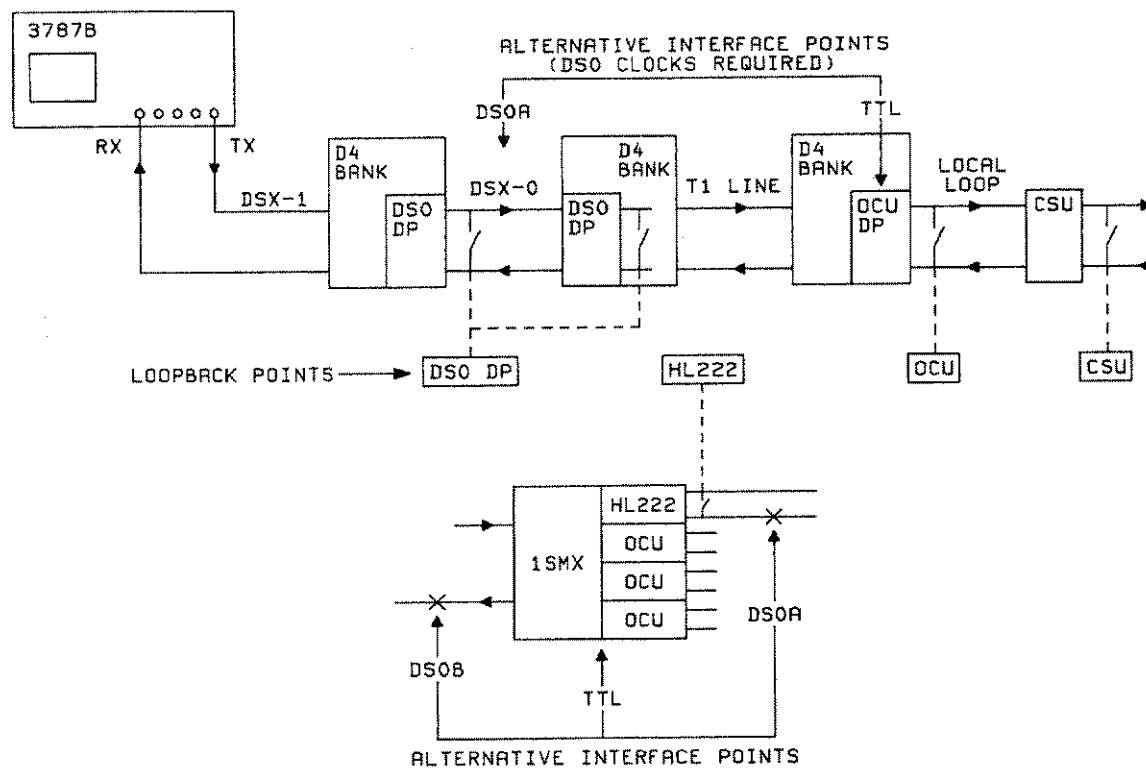 3787B
ALTERNATIVE INTERFACE POINTS
(DSO CLOCKS REQUIRED)
DSOA
TTL
RX
TX
D4
BANK
D4
BANK
D4
BANK
DSX-1
DSX-0
T1 LINE
LOCAL
LOOP
DSO
DP
DSO
DP
OCU
DP
CSU
LOOPBACK POINTS
DSO DP
HL222
OCU
CSU
HL222
1SMX
OCU
OCU
OCU
DSOA
DSOB
TTL
ALTERNATIVE INTERFACE POINTS